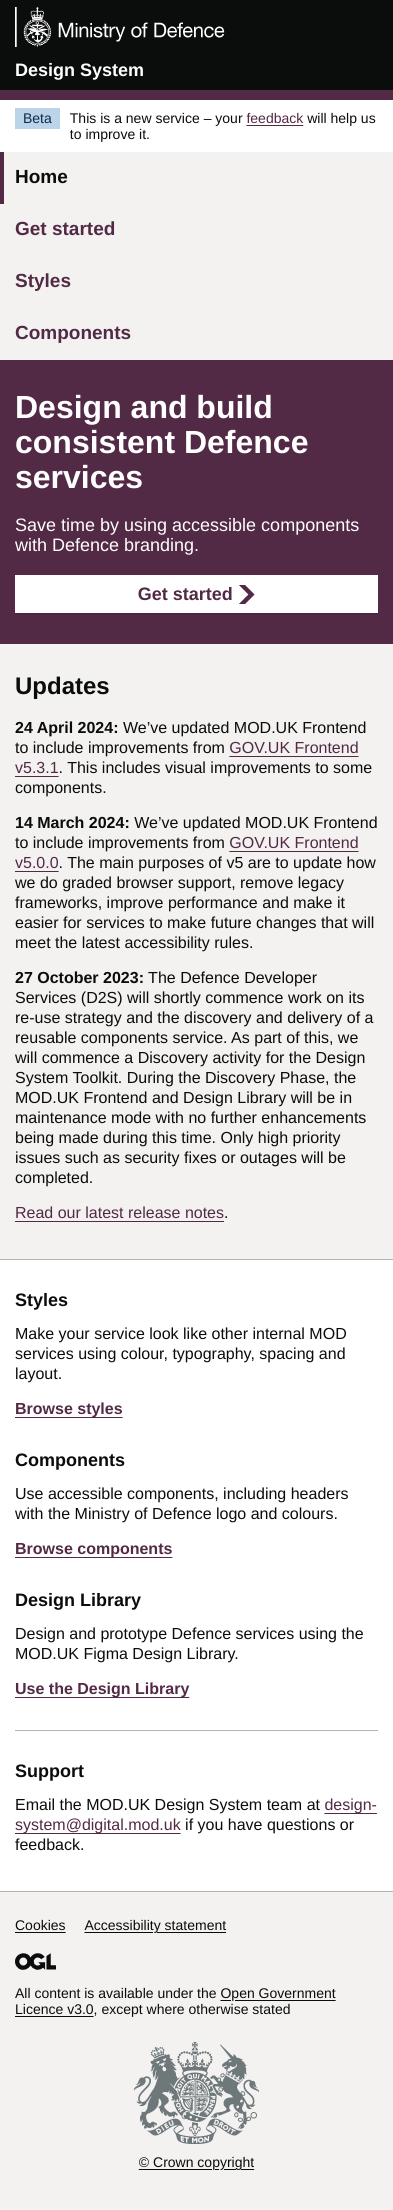 Ministry of Defence
Design System
Beta
This is a new service – your feedback will help us
to improve it.
Home
Get started
Styles
Components
Design and build
consistent Defence
services
Save time by using accessible components
with Defence branding.
Get started
Updates
24 April 2024: We’ve updated MOD.UK Frontend
to include improvements from GOV.UK Frontend
v5.3.1. This includes visual improvements to some
components.
14 March 2024: We’ve updated MOD.UK Frontend
to include improvements from GOV.UK Frontend
v5.0.0. The main purposes of v5 are to update how
we do graded browser support, remove legacy
frameworks, improve performance and make it
easier for services to make future changes that will
meet the latest accessibility rules.
27 October 2023: The Defence Developer
Services (D2S) will shortly commence work on its
re-use strategy and the discovery and delivery of a
reusable components service. As part of this, we
will commence a Discovery activity for the Design
System Toolkit. During the Discovery Phase, the
MOD.UK Frontend and Design Library will be in
maintenance mode with no further enhancements
being made during this time. Only high priority
issues such as security fixes or outages will be
completed.
Read our latest release notes.
Styles
Make your service look like other internal MOD
services using colour, typography, spacing and
layout.
Browse styles
Components
Use accessible components, including headers
with the Ministry of Defence logo and colours.
Browse components
Design Library
Design and prototype Defence services using the
MOD.UK Figma Design Library.
Use the Design Library
Support
Email the MOD.UK Design System team at design-
system@digital.mod.uk if you have questions or
feedback.
Cookies Accessibility statement
OGL
All content is available under the Open Government
Licence v3.0, except where otherwise stated
DIEU ET MON DROIT
© Crown copyright